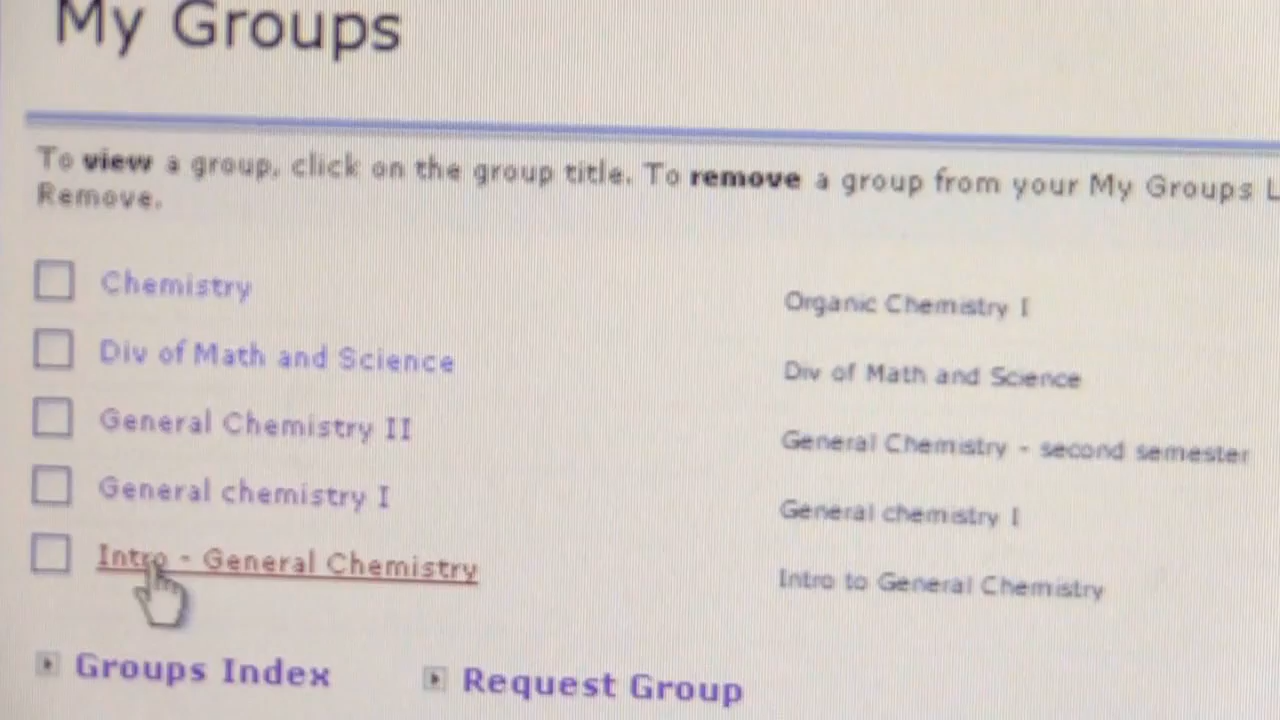 My Groups
To view a group, click on the group title. To remove a group from your My Groups L
Remove.
Chemistry Organic Chemistry I
Div of Math and Science Div of Math and Science
General Chemistry II General Chemistry - second semester
General chemistry I General chemistry I
Intro - General Chemistry Intro to General Chemistry
Groups Index Request Group